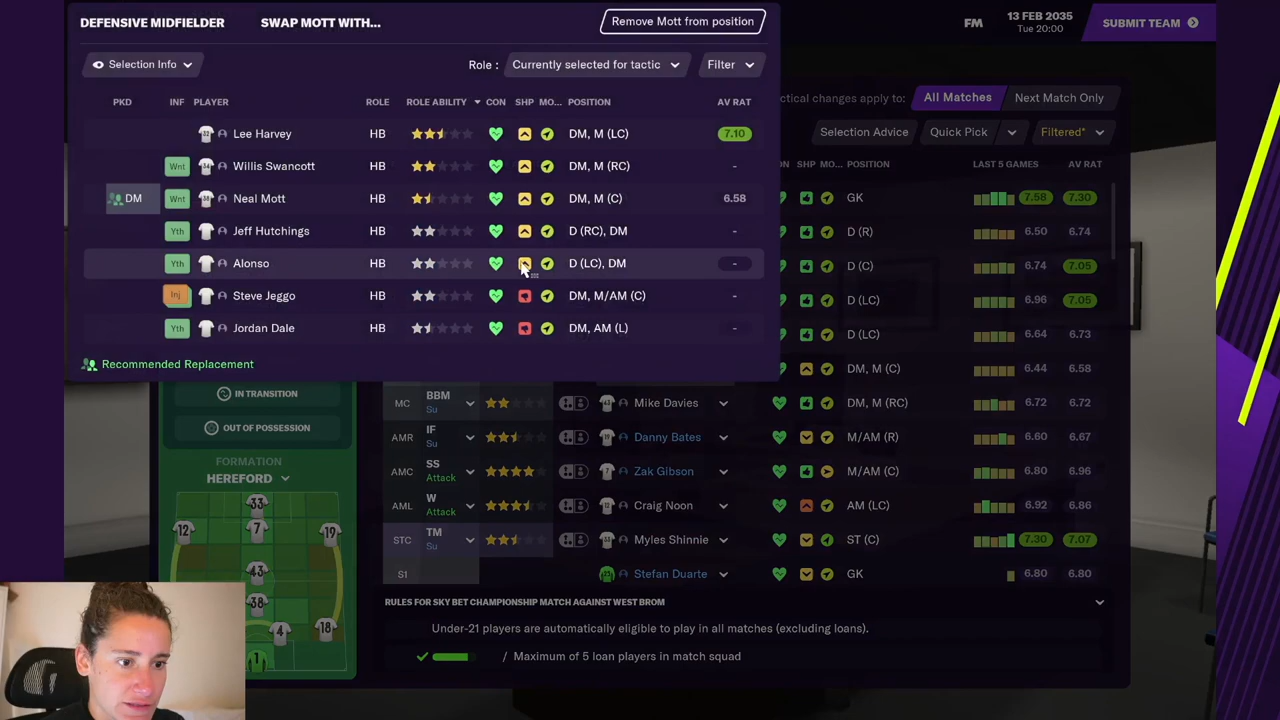 DEFENSIVE MIDFIELDER SWAP MOTT WITH... Remove Mott from position
FM 13 FEB 2035 Tue 20:00 SUBMIT TEAM
Selection Info Role : Currently selected for tactic Filter
PKD INF PLAYER ROLE ROLE ABILITY CON SHP MO... POSITION AV RAT
32 Lee Harvey HB DM, M (LC) 7.10
Wnt 34 Willis Swancott HB DM, M (RC) -
DM Wnt 38 Neal Mott HB DM, M (C) 6.58
Yth Jeff Hutchings HB D (RC), DM -
Yth Alonso HB D (LC), DM -
Inj Steve Jeggo HB DM, M/AM (C) -
Yth Jordan Dale HB DM, AM (L) -
Recommended Replacement
ctical changes apply to: All Matches Next Match Only
Selection Advice Quick Pick Filtered*
ON SHP MO... POSITION LAST 5 GAMES AV RAT
GK 7.58 7.30
D (R) 6.50 6.74
D (C) 6.74 7.05
D (LC) 6.96 7.05
D (LC) 6.64 6.73
DM, M (C) 6.44 6.58
MC BBM Su Mike Davies DM, M (RC) 6.72 6.72
AMR IF Su Danny Bates M/AM (R) 6.60 6.67
AMC SS Attack Zak Gibson M/AM (C) 6.80 6.96
AML W Attack Craig Noon AM (LC) 6.92 6.86
STC TM Su Myles Shinnie ST (C) 7.30 7.07
S1 Stefan Duarte GK 6.80 6.80
IN TRANSITION
OUT OF POSSESSION
FORMATION
HEREFORD
33
12 7 19
43
38
4 18
1
RULES FOR SKY BET CHAMPIONSHIP MATCH AGAINST WEST BROM
Under-21 players are automatically eligible to play in all matches (excluding loans).
/ Maximum of 5 loan players in match squad